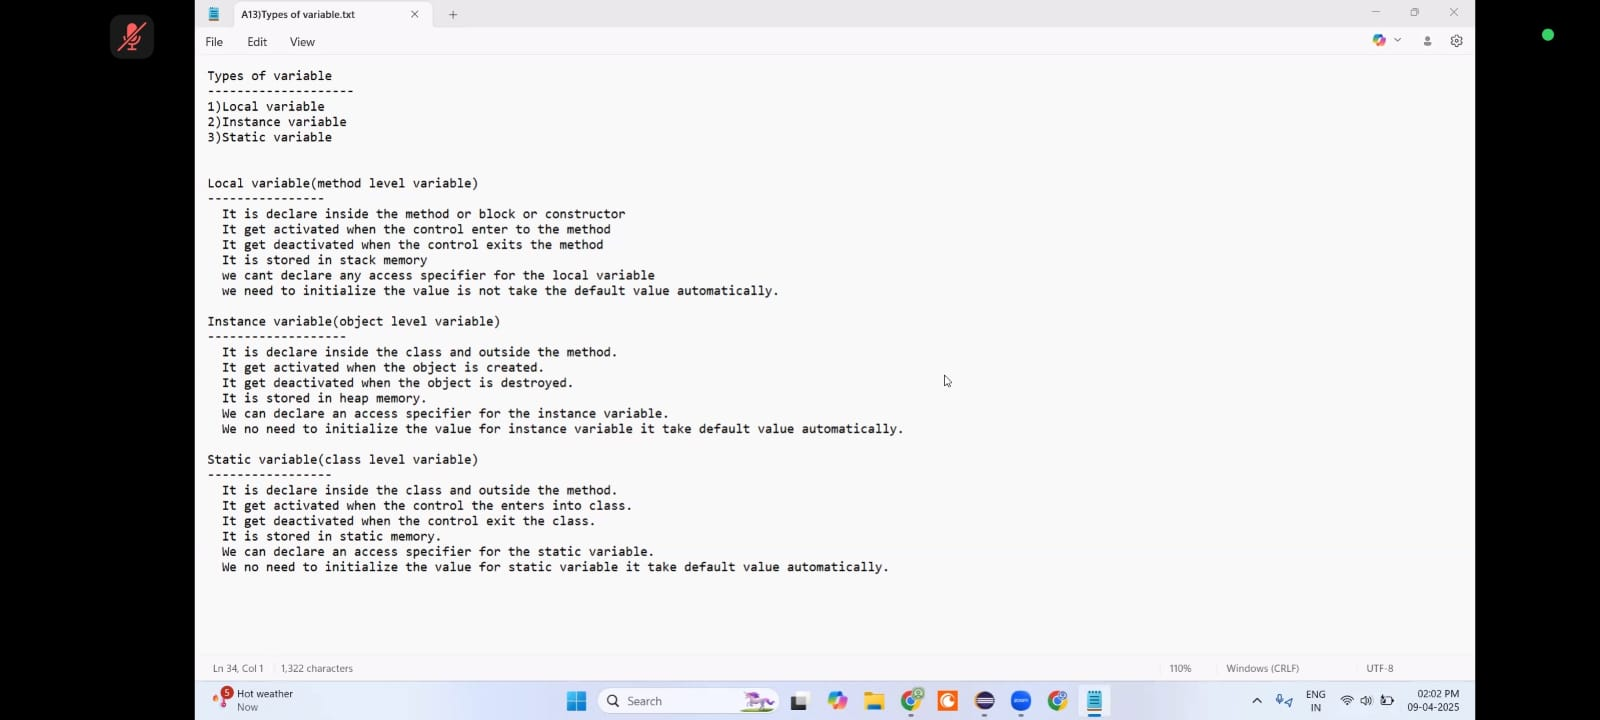 A13)Types of variable.txt
File Edit View
Types of variable
--------------------
1)Local variable
2)Instance variable
3)Static variable
Local variable(method level variable)
----------------
It is declare inside the method or block or constructor
It get activated when the control enter to the method
It get deactivated when the control exits the method
It is stored in stack memory
we cant declare any access specifier for the local variable
we need to initialize the value is not take the default value automatically.
Instance variable(object level variable)
-------------------
It is declare inside the class and outside the method.
It get activated when the object is created.
It get deactivated when the object is destroyed.
It is stored in heap memory.
We can declare an access specifier for the instance variable.
We no need to initialize the value for instance variable it take default value automatically.
Static variable(class level variable)
-----------------
It is declare inside the class and outside the method.
It get activated when the control the enters into class.
It get deactivated when the control exit the class.
It is stored in static memory.
We can declare an access specifier for the static variable.
We no need to initialize the value for static variable it take default value automatically.
Ln 34, Col 1 1,322 characters 110% Windows (CRLF) UTF-8
5 Hot weather
Now
Search
ENG
IN
02:02 PM
09-04-2025